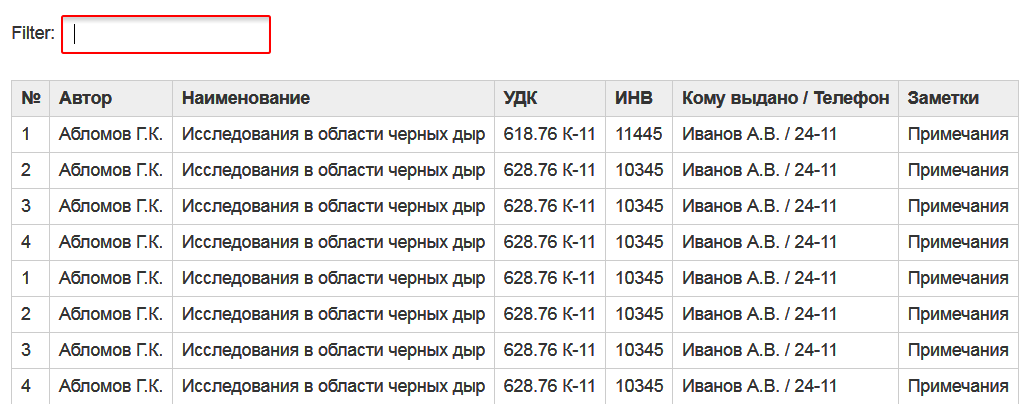 Filter:
№ Автор Наименование УДК ИНВ Кому выдано / Телефон Заметки
1 Абломов Г.К. Исследования в области черных дыр 618.76 К-11 11445 Иванов А.В. / 24-11 Примечания
2 Абломов Г.К. Исследования в области черных дыр 628.76 К-11 10345 Иванов А.В. / 24-11 Примечания
3 Абломов Г.К. Исследования в области черных дыр 628.76 К-11 10345 Иванов А.В. / 24-11 Примечания
4 Абломов Г.К. Исследования в области черных дыр 628.76 К-11 10345 Иванов А.В. / 24-11 Примечания
1 Абломов Г.К. Исследования в области черных дыр 628.76 К-11 10345 Иванов А.В. / 24-11 Примечания
2 Абломов Г.К. Исследования в области черных дыр 628.76 К-11 10345 Иванов А.В. / 24-11 Примечания
3 Абломов Г.К. Исследования в области черных дыр 628.76 К-11 10345 Иванов А.В. / 24-11 Примечания
4 Абломов Г.К. Исследования в области черных дыр 628.76 К-11 10345 Иванов А.В. / 24-11 Примечания